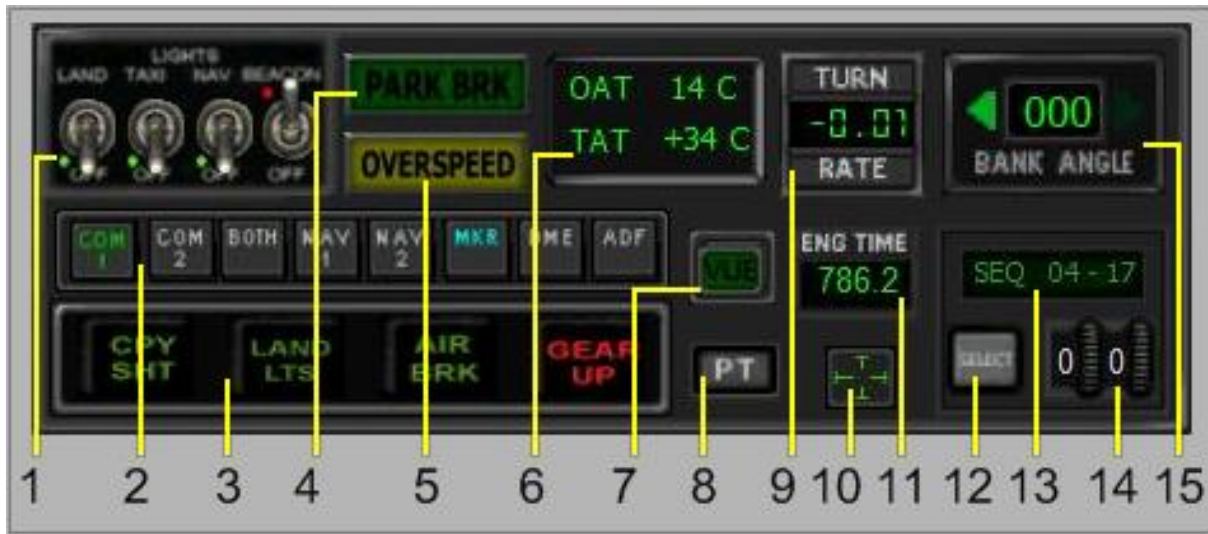 LIGHTS
LAND TAXI NAV BEACON
OFF OFF OFF OFF
PARK BRK
OVERSPEED
OAT 14 C
TAT +34 C
TURN
-0.01
RATE
000
BANK ANGLE
COM 1
COM 2
BOTH
NAV 1
NAV 2
MKR
DME
ADF
VUE
ENG TIME
786.2
SEQ 04-17
CPY SHT
LAND LTS
AIR BRK
GEAR UP
PT
SELECT
0 0
1 2 3 4 5 6 7 8 9 10 11 12 13 14 15